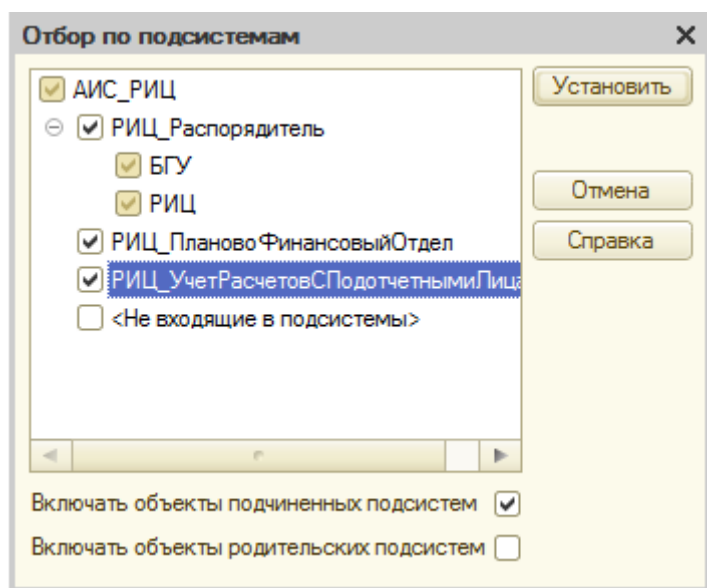 Отбор по подсистемам
АИС_РИЦ
Установить
РИЦ_Распорядитель
БГУ
РИЦ
Отмена
РИЦ_ПлановоФинансовыйОтдел
Справка
РИЦ_УчетРасчетовСПодотчетнымиЛица
<Не входящие в подсистемы>
Включать объекты подчиненных подсистем
Включать объекты родительских подсистем